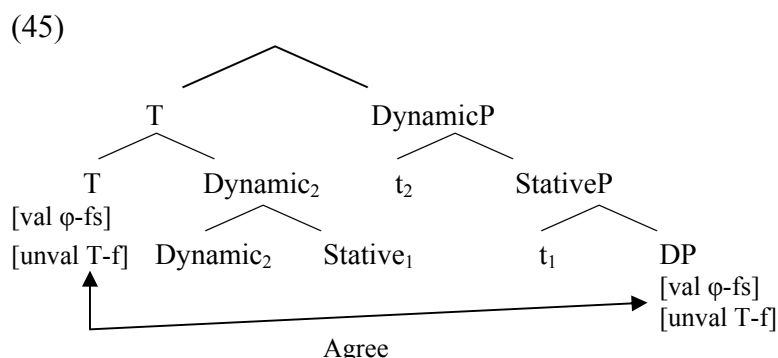 (45)
T DynamicP
T Dynamic₂ t₂ StativeP
[val φ-fs]
[unval T-f] Dynamic₂ Stative₁ t₁ DP
[val φ-fs]
[unval T-f]
Agree